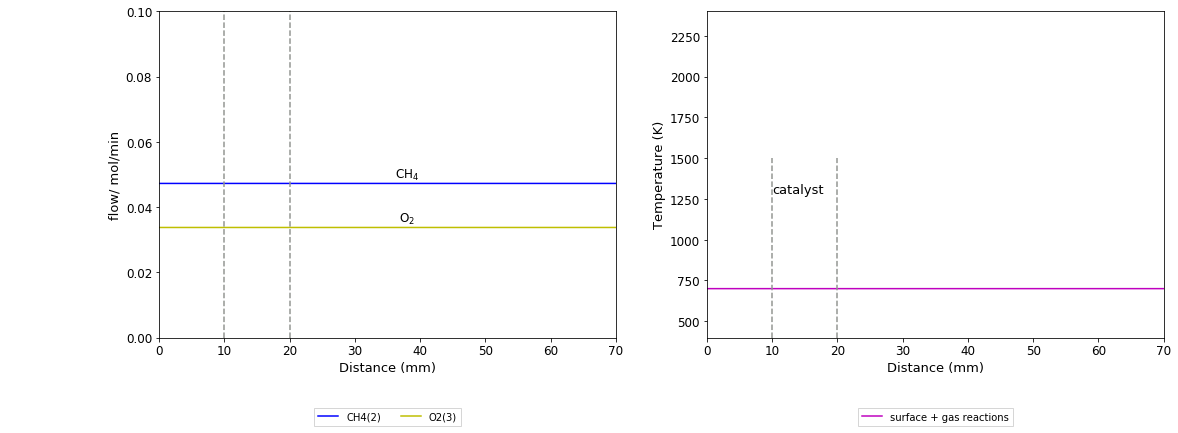 0.10
0.08
0.06
0.04
0.02
0.00
flow/ mol/min
CH₄
O₂
0 10 20 30 40 50 60 70
Distance (mm)
CH4(2) O2(3)
2250
2000
1750
1500
1250
1000
750
500
Temperature (K)
catalyst
0 10 20 30 40 50 60 70
Distance (mm)
surface + gas reactions